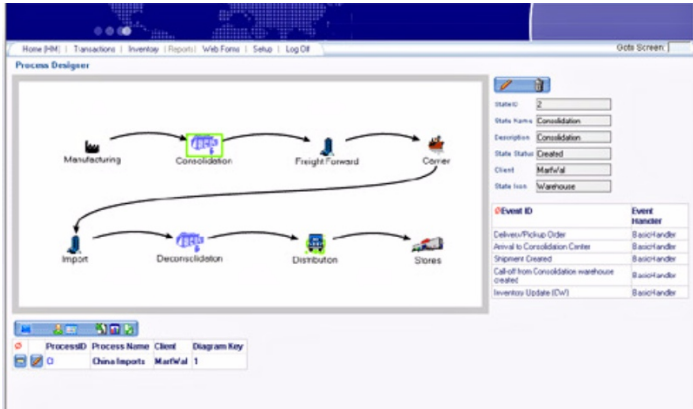 Home [HM] | Transactions | Inventory | Reports | Web Forms | Setup | Log Off
Goto Screen:
Process Designer
Manufacturing
Consolidation
Freight Forward
Carrier
Import
Deconsolidation
Distribution
Stores
StateID 2
State Name Consolidation
Description Consolidation
State Status Created
Client MartWal
State Icon Warehouse
Event ID Event Handler
Delivery/Pickup Order BasicHandler
Arrival to Consolidation Center BasicHandler
Shipment Created BasicHandler
Call-off from Consolidation warehouse created BasicHandler
Inventory Update (CW) BasicHandler
ProcessID Process Name Client Diagram Key
CI China Imports MartWal 1